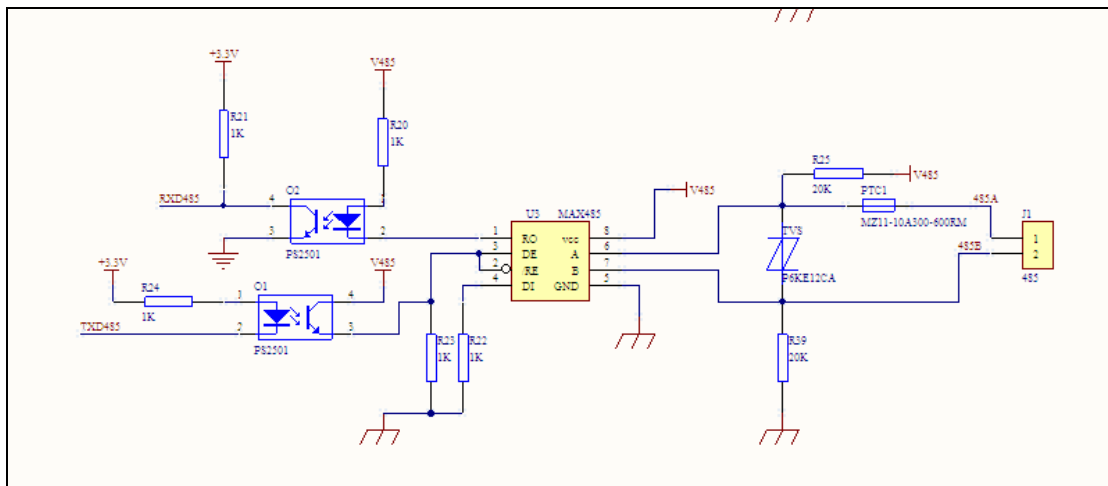 +3.3V
V485
R21
1K
R20
1K
RXD485
4
O2
3
2
PS2501
+3.3V
R24
1K
TXD485
O1
1
2
4
3
PS2501
V485
U3
MAX485
1
3
2
4
RO
DE
/RE
DI
vcc
A
B
GND
8
6
7
5
V485
R23
1K
R22
1K
R25
20K
V485
PTC1
MZ11-10A300-600RM
TVS
P6KE12CA
R39
20K
485A
485B
J1
1
2
485